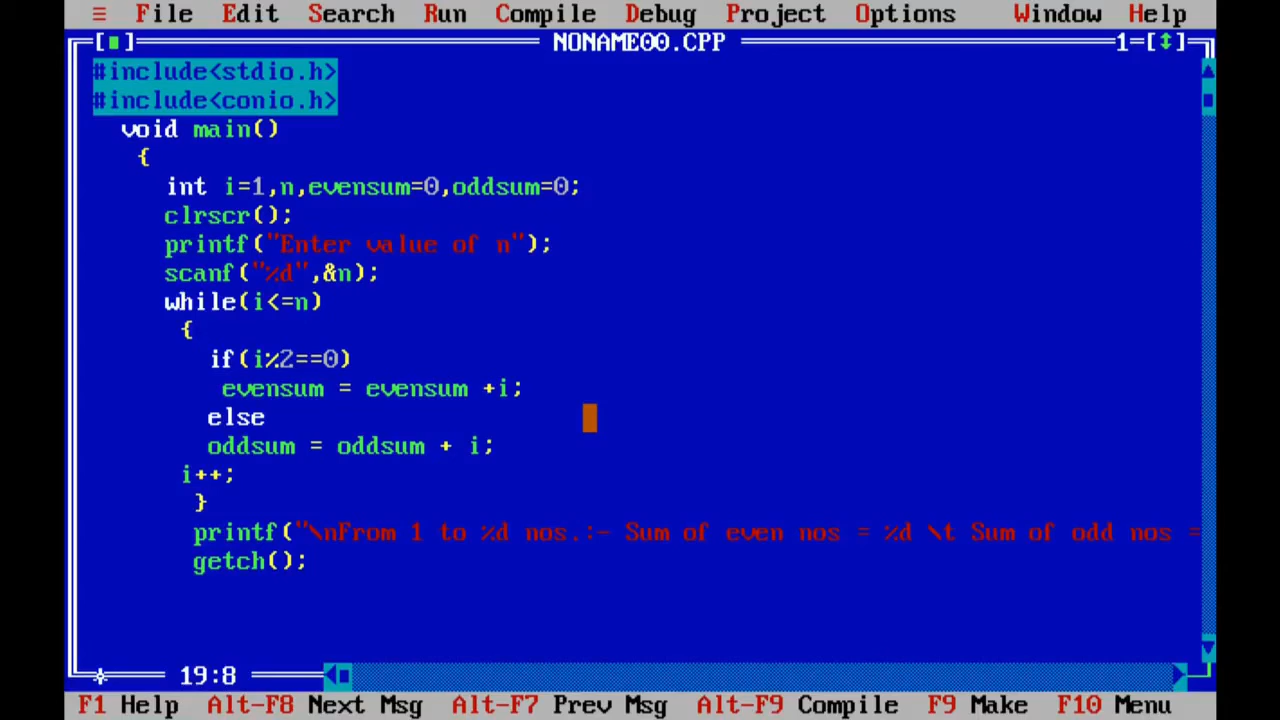 ≡ File Edit Search Run Compile Debug Project Options Window Help
[■] NONAME00.CPP 1=[↕]
#include<stdio.h>
#include<conio.h>
void main()
{
int i=1,n,evensum=0,oddsum=0;
clrscr();
printf("Enter value of n");
scanf("%d",&n);
while(i<=n)
{
if(i%2==0)
evensum = evensum +i;
else
oddsum = oddsum + i;
i++;
}
printf("\nFrom 1 to %d nos.:- Sum of even nos = %d \t Sum of odd nos =
getch();
19:8
F1 Help Alt-F8 Next Msg Alt-F7 Prev Msg Alt-F9 Compile F9 Make F10 Menu